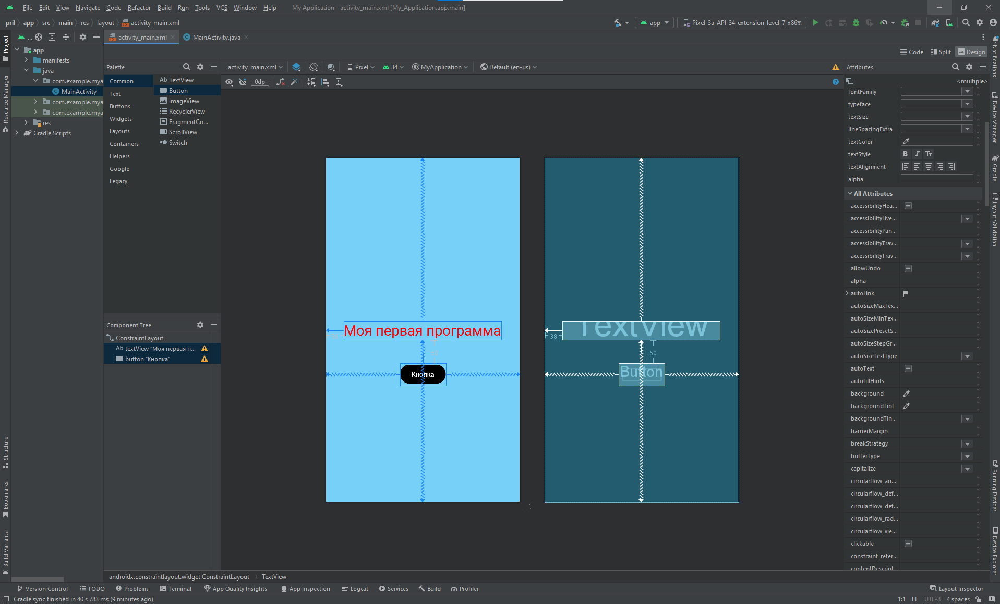 File Edit View Navigate Code Refactor Build Run Tools VCS Window Help My Application - activity_main.xml [My_Application.app.main]
pril app src main res layout activity_main.xml app Pixel_3a_API_34_extension_level_7_x86...
... activity_main.xml MainActivity.java
Code Split Design
Project
Resource Manager
Structure
Bookmarks
Build Variants
app
manifests
java
com.example.mya
MainActivity
com.example.mya
com.example.mya
res
Gradle Scripts
Palette
Common
Text
Buttons
Widgets
Layouts
Containers
Helpers
Google
Legacy
Ab TextView
Button
ImageView
RecyclerView
FragmentCo...
ScrollView
Switch
Component Tree
ConstraintLayout
Ab textView "Моя первая п...
button "Кнопка"
activity_main.xml Pixel 34 MyApplication Default (en-us)
0dp
Моя первая программа
50
Кнопка
TextView
38
50
Button
Attributes
<multiple>
fontFamily
typeface
textSize
lineSpacingExtra
textColor
textStyle B I Tr
textAlignment
alpha
All Attributes
accessibilityHea...
accessibilityLive...
accessibilityPan...
accessibilityTrav...
accessibilityTrav...
allowUndo
alpha
autoLink
autoSizeMaxTex...
autoSizeMinTex...
autoSizePresetS...
autoSizeStepGr...
autoSizeTextType
autoText
autofillHints
background
backgroundTint
backgroundTin...
barrierMargin
breakStrategy
bufferType
capitalize
circularflow_an...
circularflow_def...
circularflow_def...
circularflow_rad...
circularflow_vie...
clickable
constraint_refer...
contentDescript...
Notifications
Device Manager
Gradle
Layout Validation
Running Devices
Device Explorer
androidx.constraintlayout.widget.ConstraintLayout TextView
Version Control TODO Problems Terminal App Quality Insights App Inspection Logcat Services Build Profiler Layout Inspector
Gradle sync finished in 40 s 783 ms (9 minutes ago) 1:1 LF UTF-8 4 spaces